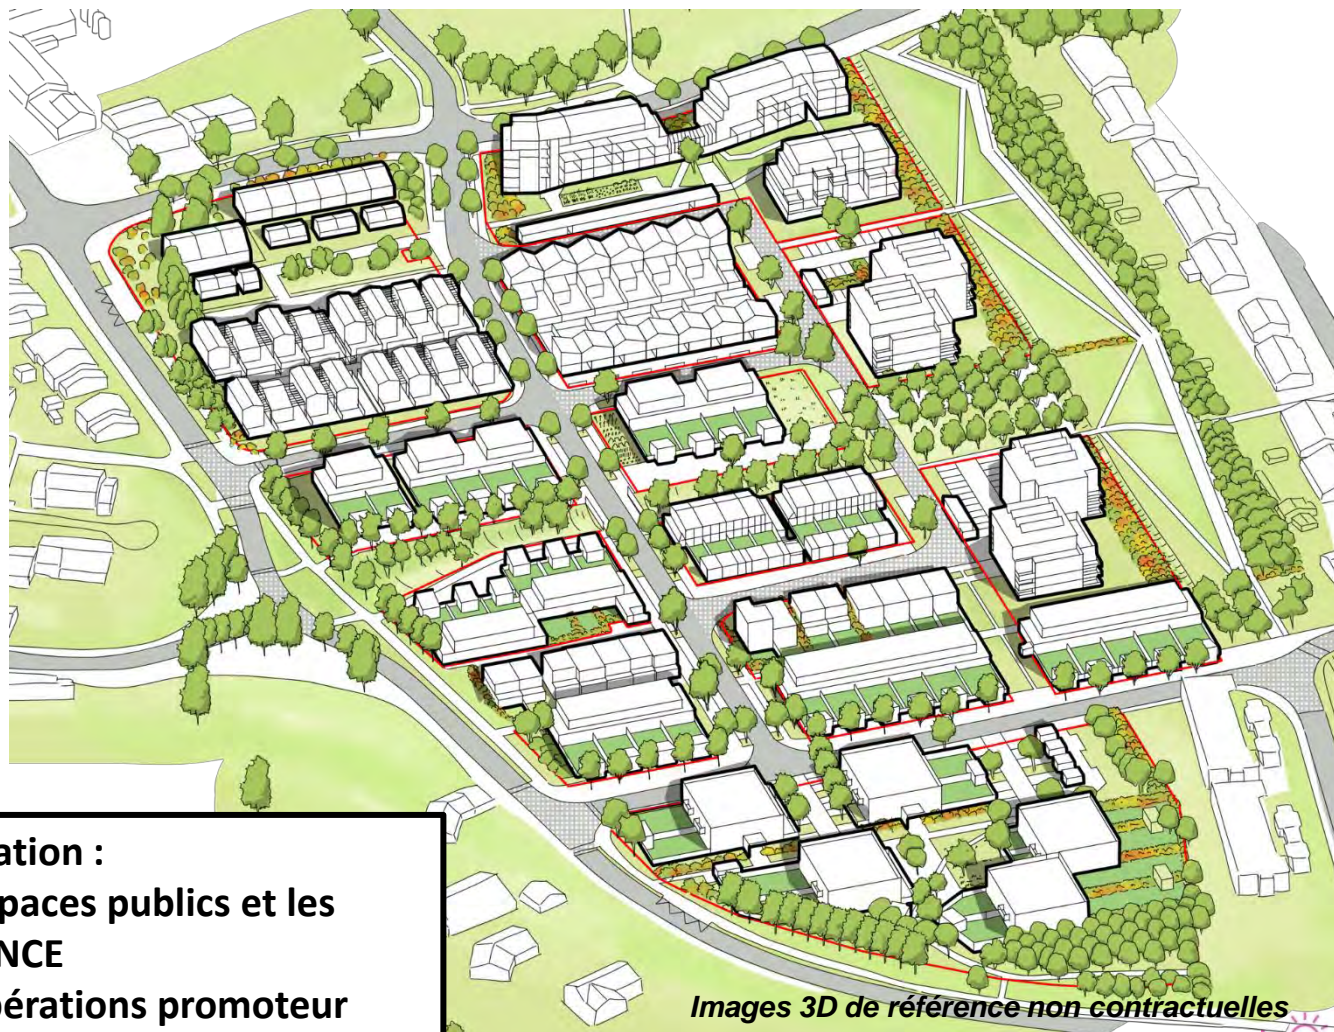 ation :
paces publics et les
NCE
pérations promoteur
Images 3D de référence non contractuelles